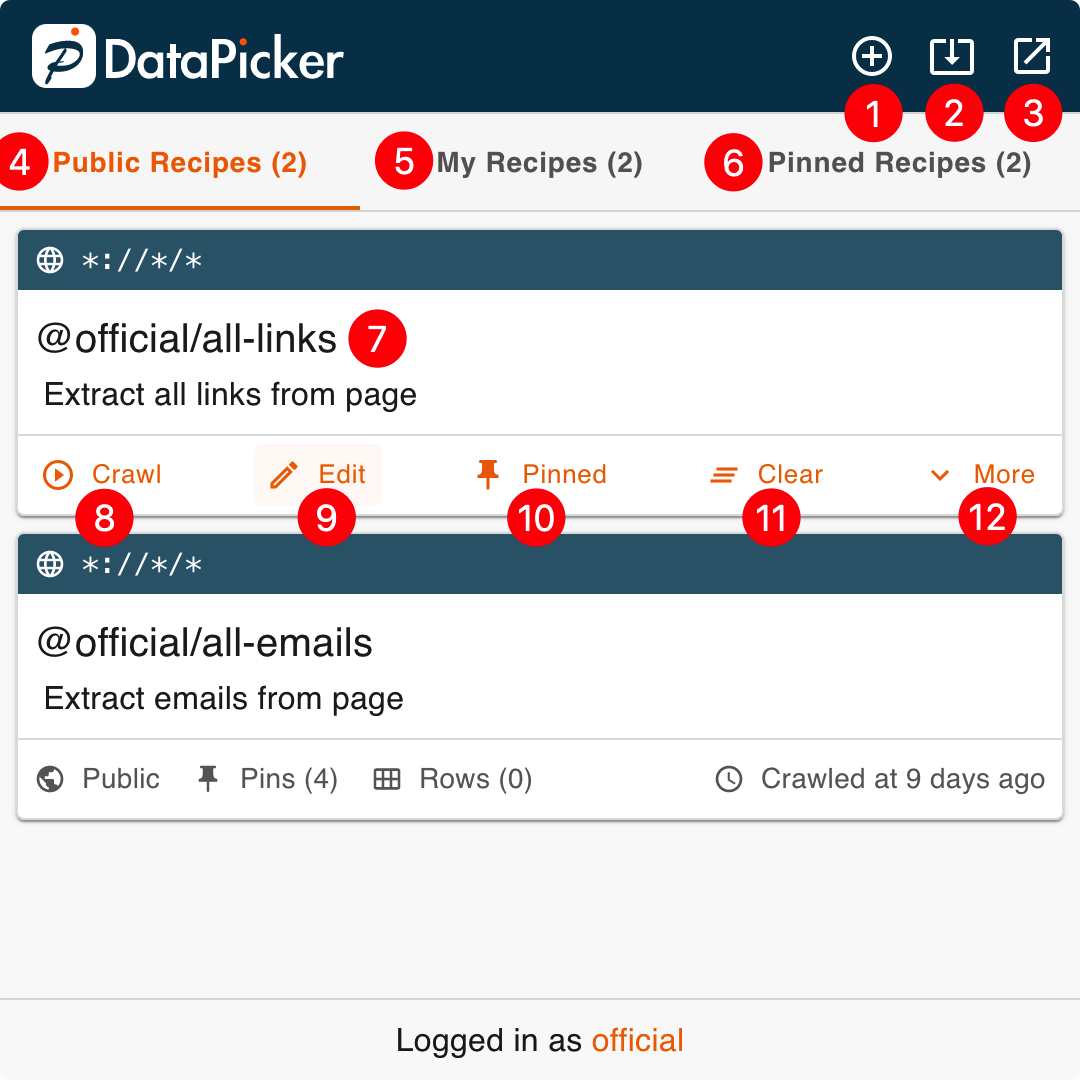 DataPicker
1 2 3
4 Public Recipes (2) 5 My Recipes (2) 6 Pinned Recipes (2)
*://*/*
@official/all-links 7
Extract all links from page
Crawl Edit Pinned Clear More
8 9 10 11 12
*://*/*
@official/all-emails
Extract emails from page
Public Pins (4) Rows (0) Crawled at 9 days ago
Logged in as official